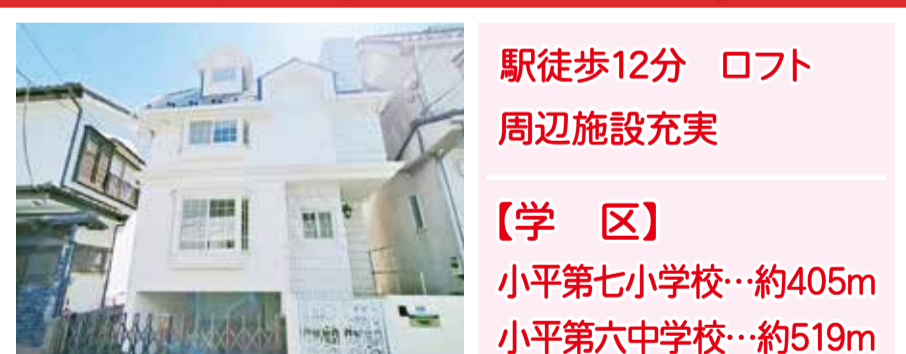 駅徒歩12分　ロフト
周辺施設充実
【学　区】
小平第七小学校…約405m
小平第六中学校…約519m